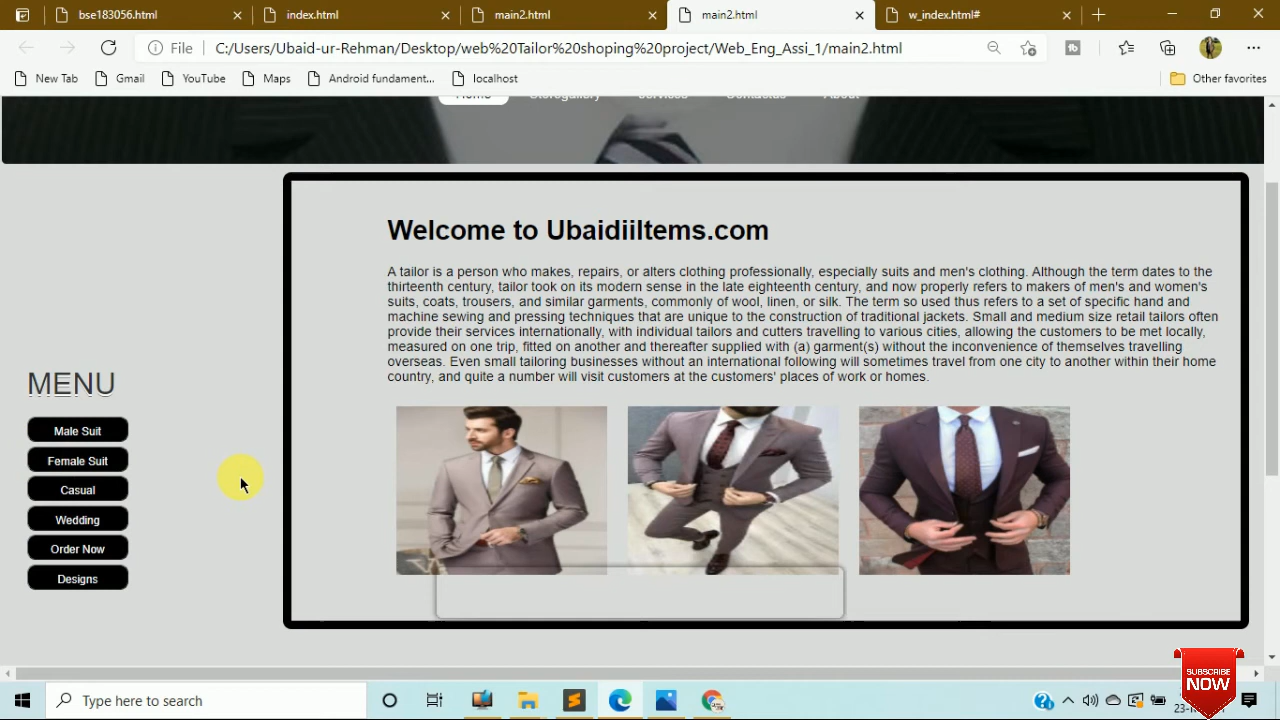 bse183056.html
index.html
main2.html
main2.html
w_index.html#
File
C:/Users/Ubaid-ur-Rehman/Desktop/web%20Tailor%20shoping%20project/Web_Eng_Assi_1/main2.html
New Tab
Gmail
YouTube
Maps
Android fundament...
localhost
Other favorites
Home
Storegallery
Services
Contactus
About
Welcome to UbaidiiItems.com
A tailor is a person who makes, repairs, or alters clothing professionally, especially suits and men's clothing. Although the term dates to the
thirteenth century, tailor took on its modern sense in the late eighteenth century, and now properly refers to makers of men's and women's
suits, coats, trousers, and similar garments, commonly of wool, linen, or silk. The term so used thus refers to a set of specific hand and
machine sewing and pressing techniques that are unique to the construction of traditional jackets. Small and medium size retail tailors often
provide their services internationally, with individual tailors and cutters travelling to various cities, allowing the customers to be met locally,
measured on one trip, fitted on another and thereafter supplied with (a) garment(s) without the inconvenience of themselves travelling
overseas. Even small tailoring businesses without an international following will sometimes travel from one city to another within their home
country, and quite a number will visit customers at the customers' places of work or homes.
MENU
Male Suit
Female Suit
Casual
Wedding
Order Now
Designs
Type here to search
SUBSCRIBE
NOW